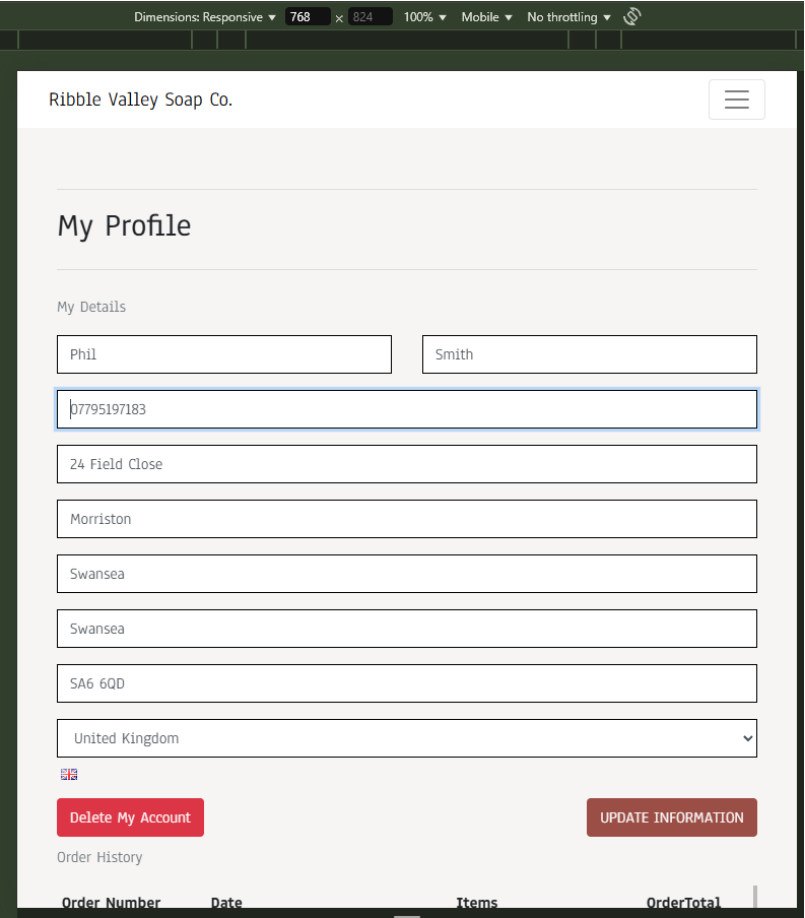 Dimensions: Responsive ▼ 768 × 824 100% ▼ Mobile ▼ No throttling ▼
Ribble Valley Soap Co.
My Profile
My Details
Phil Smith
07795197183
24 Field Close
Morriston
Swansea
Swansea
SA6 6QD
United Kingdom
Delete My Account UPDATE INFORMATION
Order History
Order Number Date Items OrderTotal